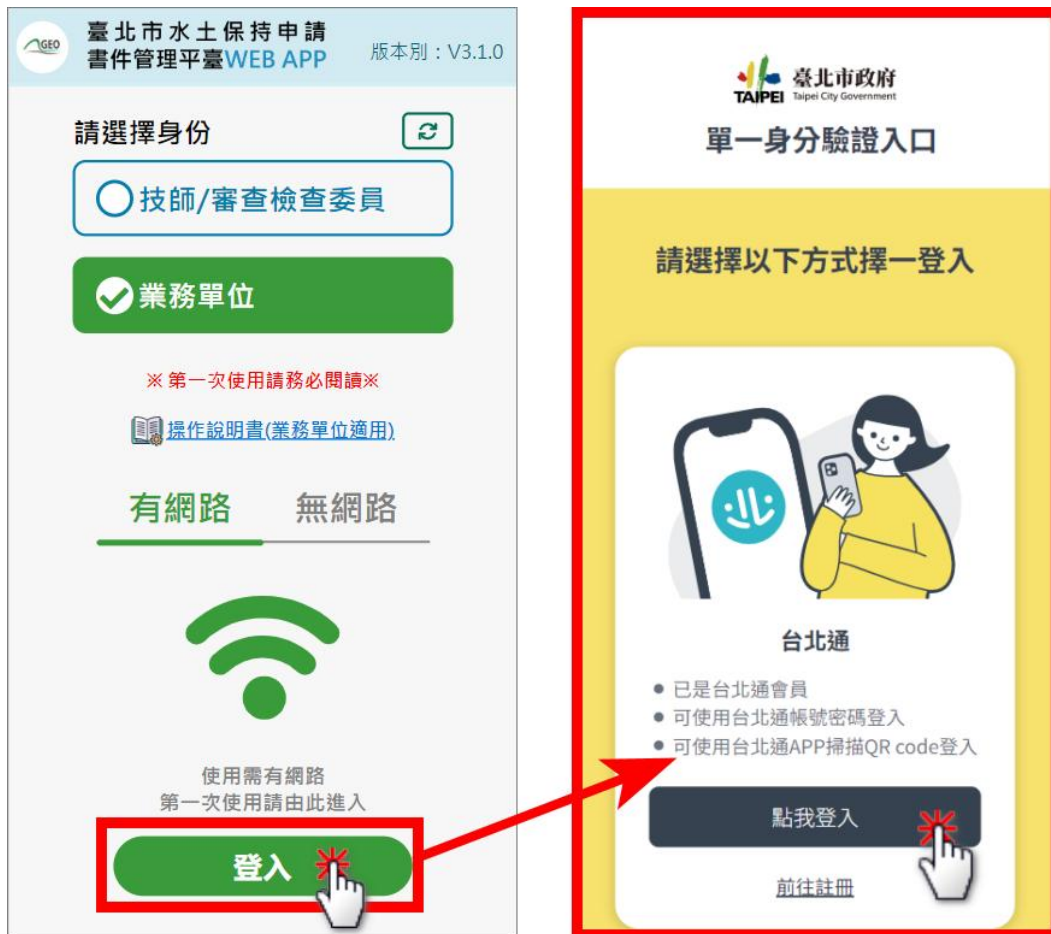 GEO
臺北市水土保持申請
書件管理平臺WEB APP
版本別：V3.1.0
請選擇身份
技師/審查檢查委員
業務單位
※第一次使用請務必閱讀※
操作說明書(業務單位適用)
有網路
無網路
使用需有網路
第一次使用請由此進入
登入
TAIPEI
臺北市政府
Taipei City Government
單一身分驗證入口
請選擇以下方式擇一登入
台北通
已是台北通會員
可使用台北通帳號密碼登入
可使用台北通APP掃描QR code登入
點我登入
前往註冊